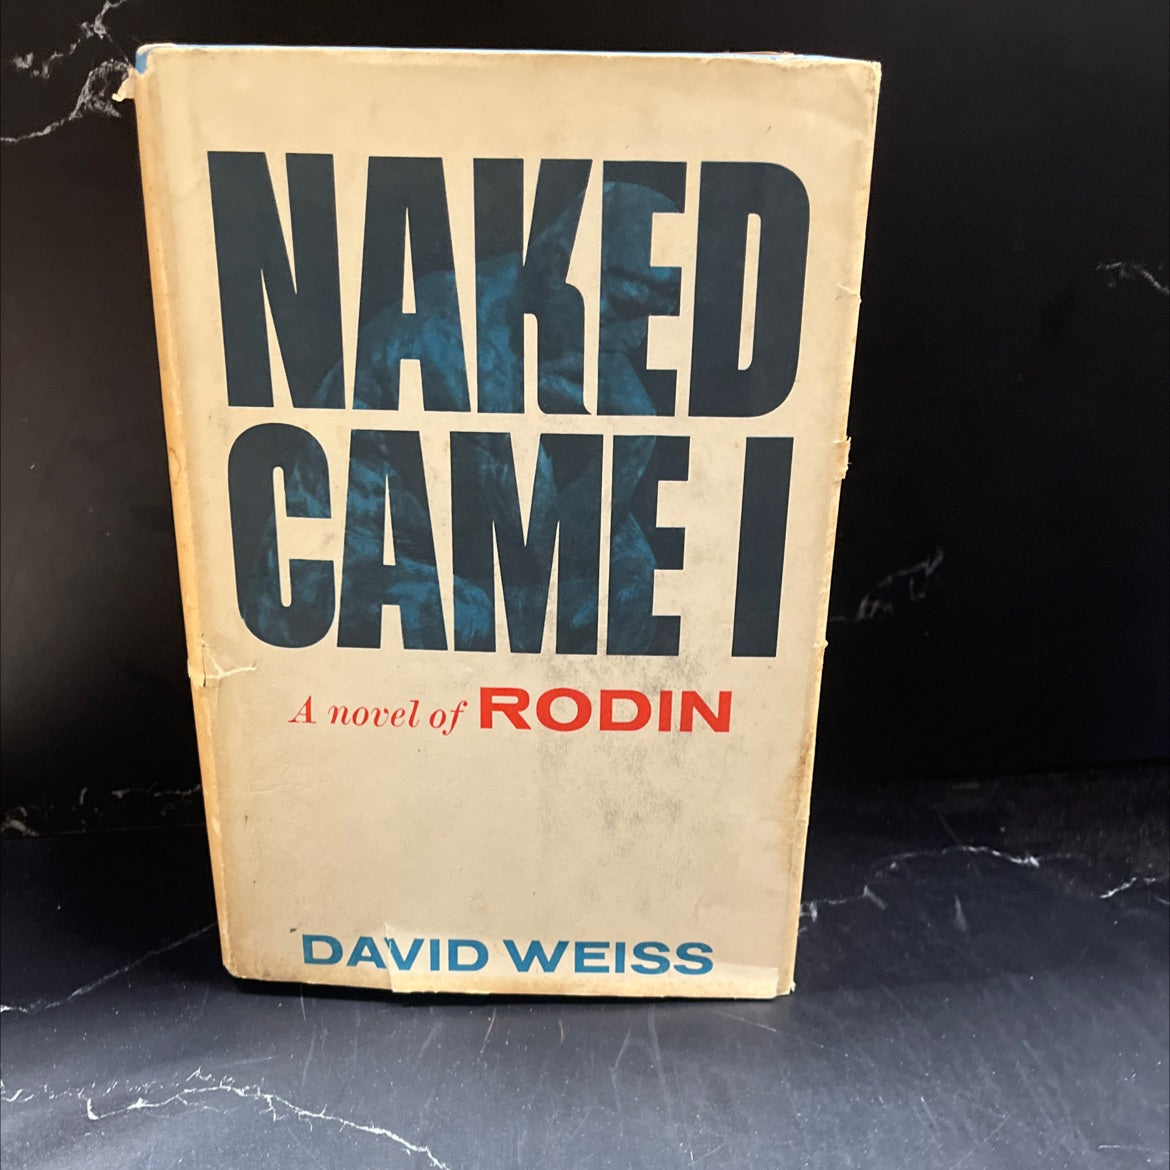 NAKED
CAME I
A novel of RODIN
DAVID WEISS